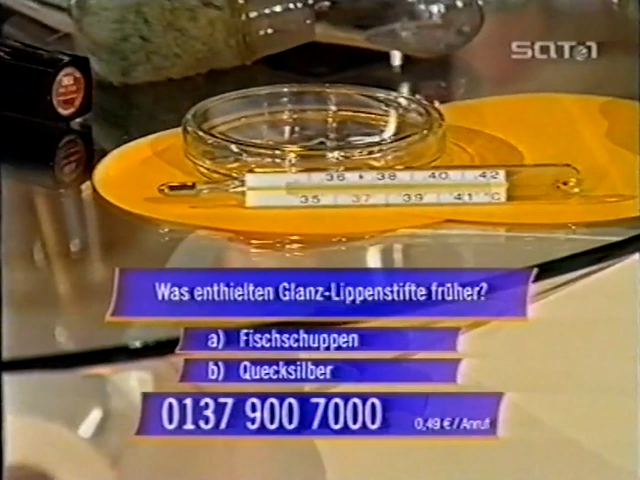 SAT.1
36 38 40 42
35 37 39 41 °C
Was enthielten Glanz-Lippenstifte früher?
a) Fischschuppen
b) Quecksilber
0137 900 7000 0,49 € / Anruf